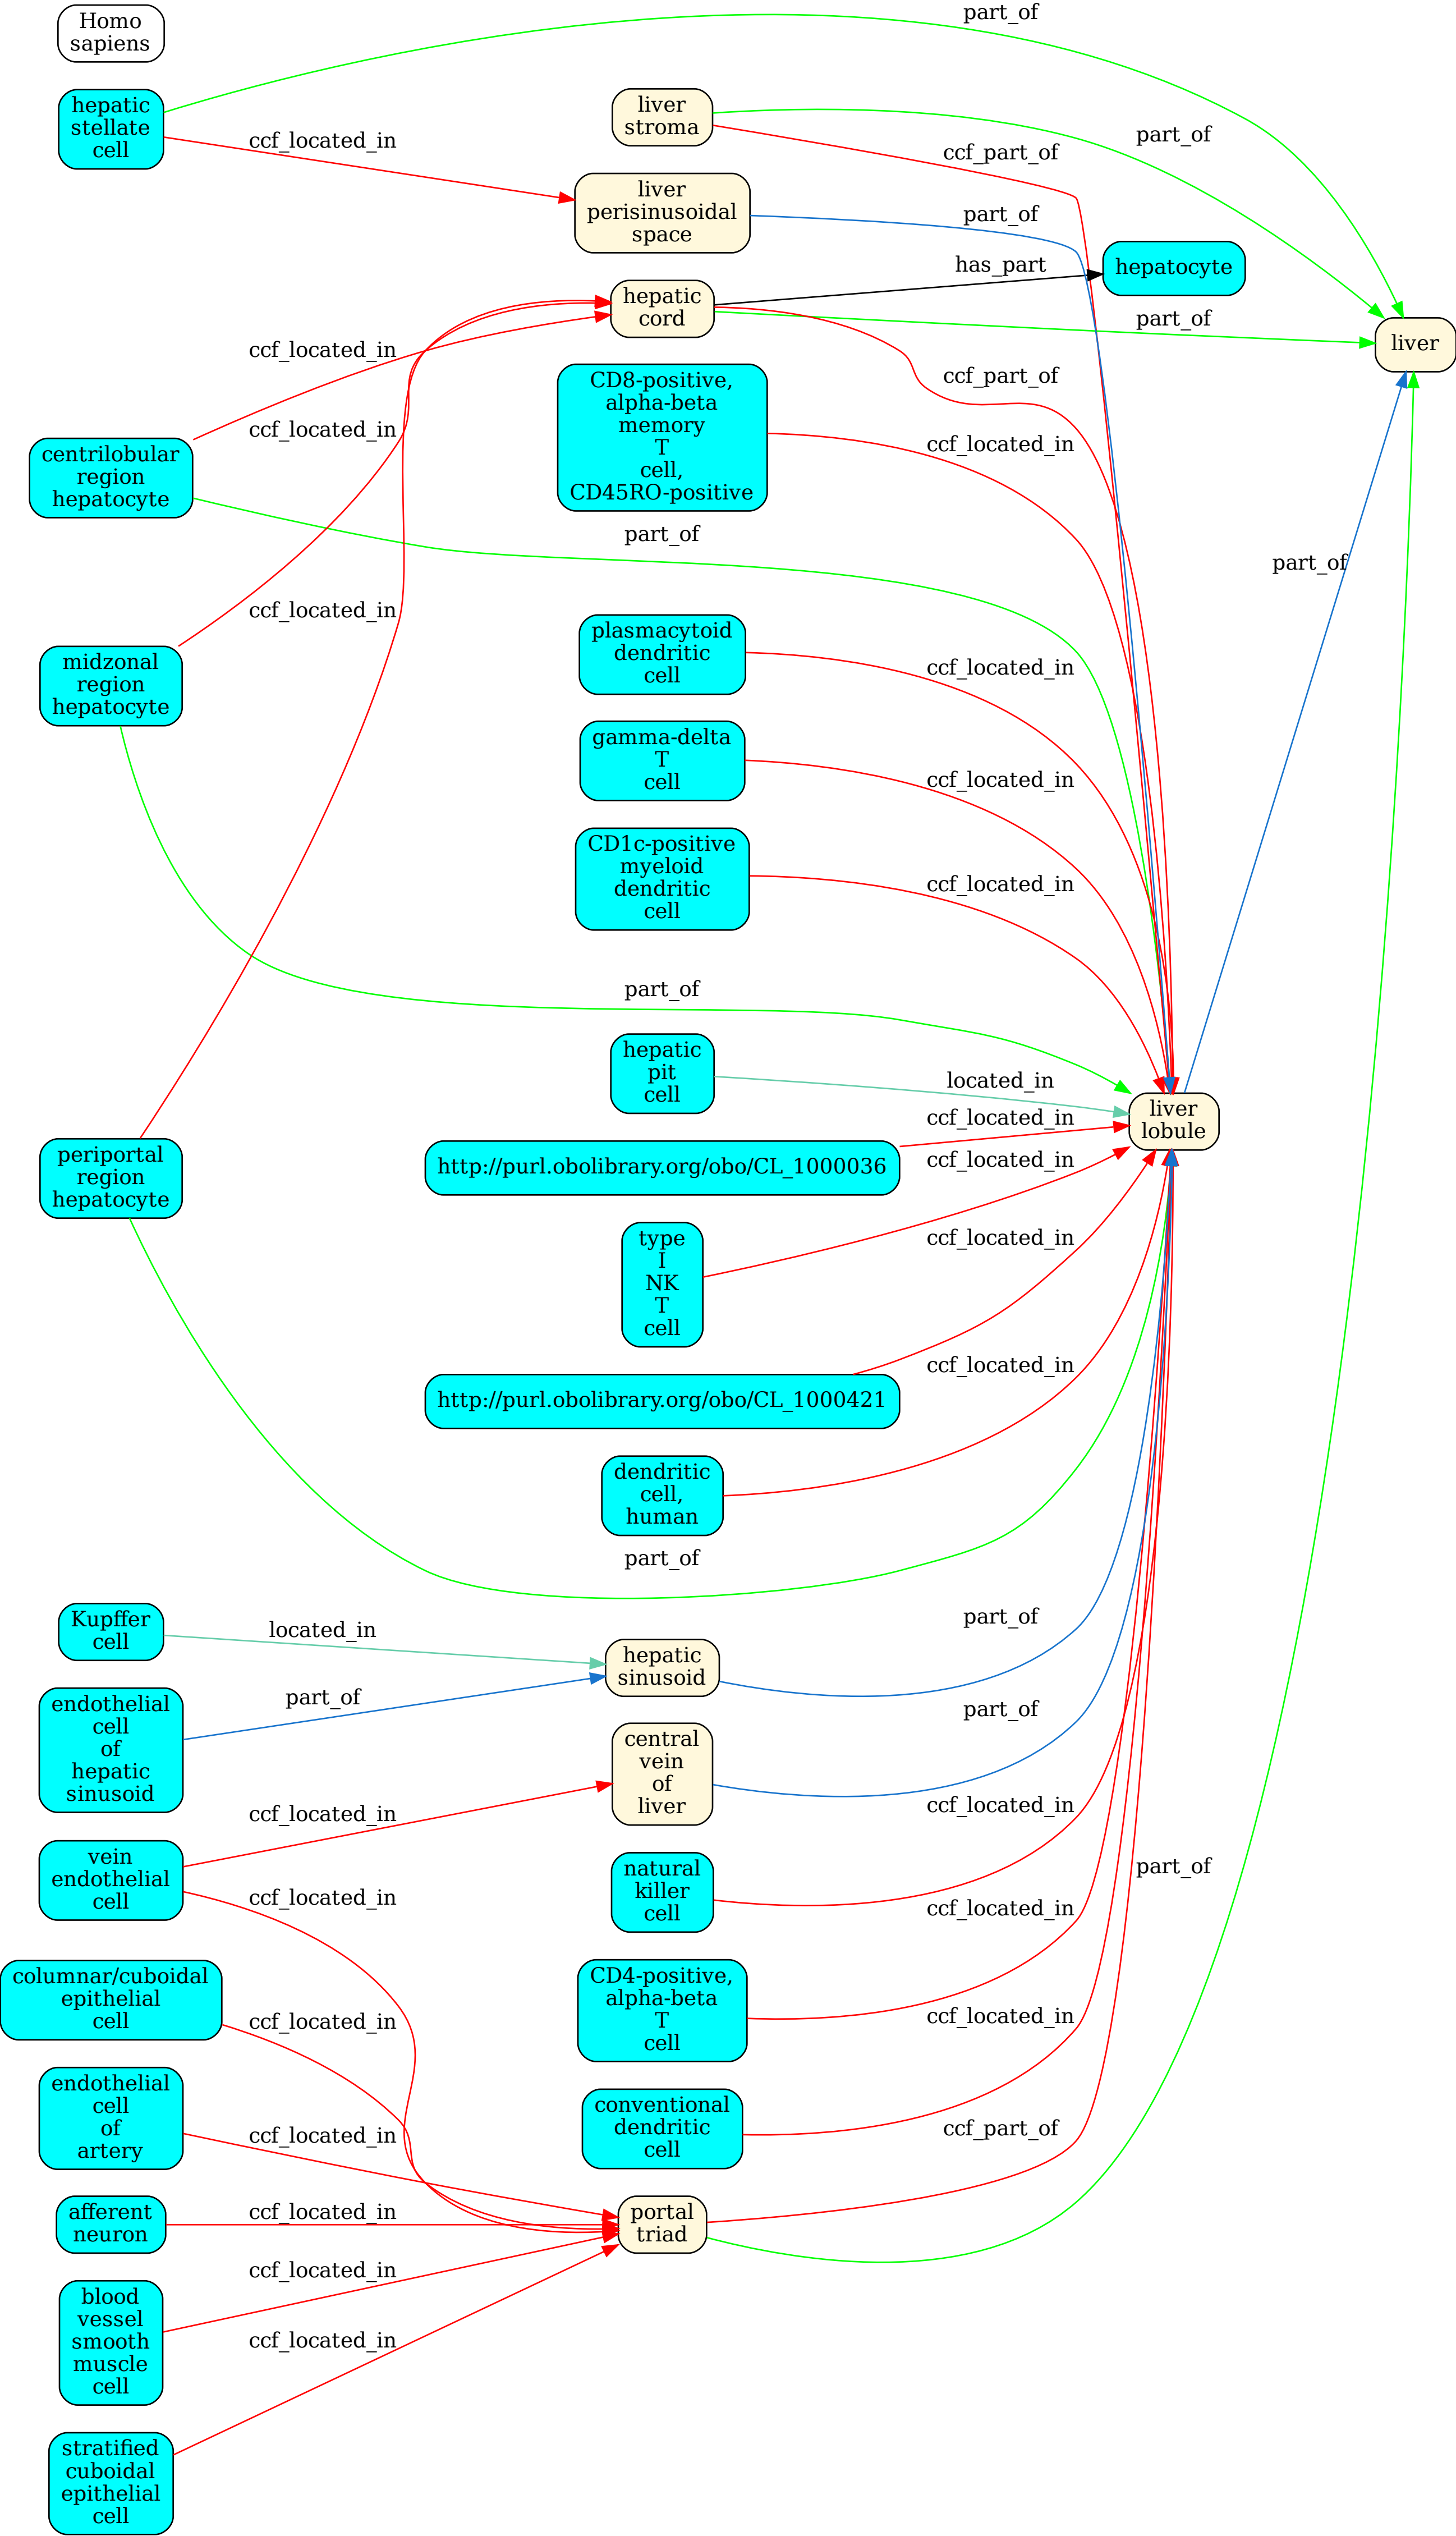 Homo
sapiens
part_of
hepatic
stellate
cell
ccf_located_in
liver
stroma
ccf_part_of
part_of
liver
perisinusoidal
space
part_of
hepatic
cord
has_part
hepatocyte
part_of
liver
ccf_located_in
ccf_part_of
CD8-positive,
alpha-beta
memory
T
cell,
CD45RO-positive
ccf_located_in
ccf_located_in
centrilobular
region
hepatocyte
part_of
part_of
ccf_located_in
midzonal
region
hepatocyte
plasmacytoid
dendritic
cell
ccf_located_in
gamma-delta
T
cell
ccf_located_in
CD1c-positive
myeloid
dendritic
cell
ccf_located_in
part_of
hepatic
pit
cell
located_in
liver
lobule
periportal
region
hepatocyte
http://purl.obolibrary.org/obo/CL_1000036
ccf_located_in
ccf_located_in
type
I
NK
T
cell
ccf_located_in
http://purl.obolibrary.org/obo/CL_1000421
ccf_located_in
dendritic
cell,
human
part_of
Kupffer
cell
located_in
hepatic
sinusoid
part_of
endothelial
cell
of
hepatic
sinusoid
part_of
central
vein
of
liver
part_of
vein
endothelial
cell
ccf_located_in
ccf_located_in
natural
killer
cell
ccf_located_in
part_of
columnar/cuboidal
epithelial
cell
ccf_located_in
CD4-positive,
alpha-beta
T
cell
ccf_located_in
endothelial
cell
of
artery
ccf_located_in
conventional
dendritic
cell
ccf_located_in
afferent
neuron
ccf_located_in
portal
triad
ccf_part_of
blood
vessel
smooth
muscle
cell
ccf_located_in
stratified
cuboidal
epithelial
cell
ccf_located_in